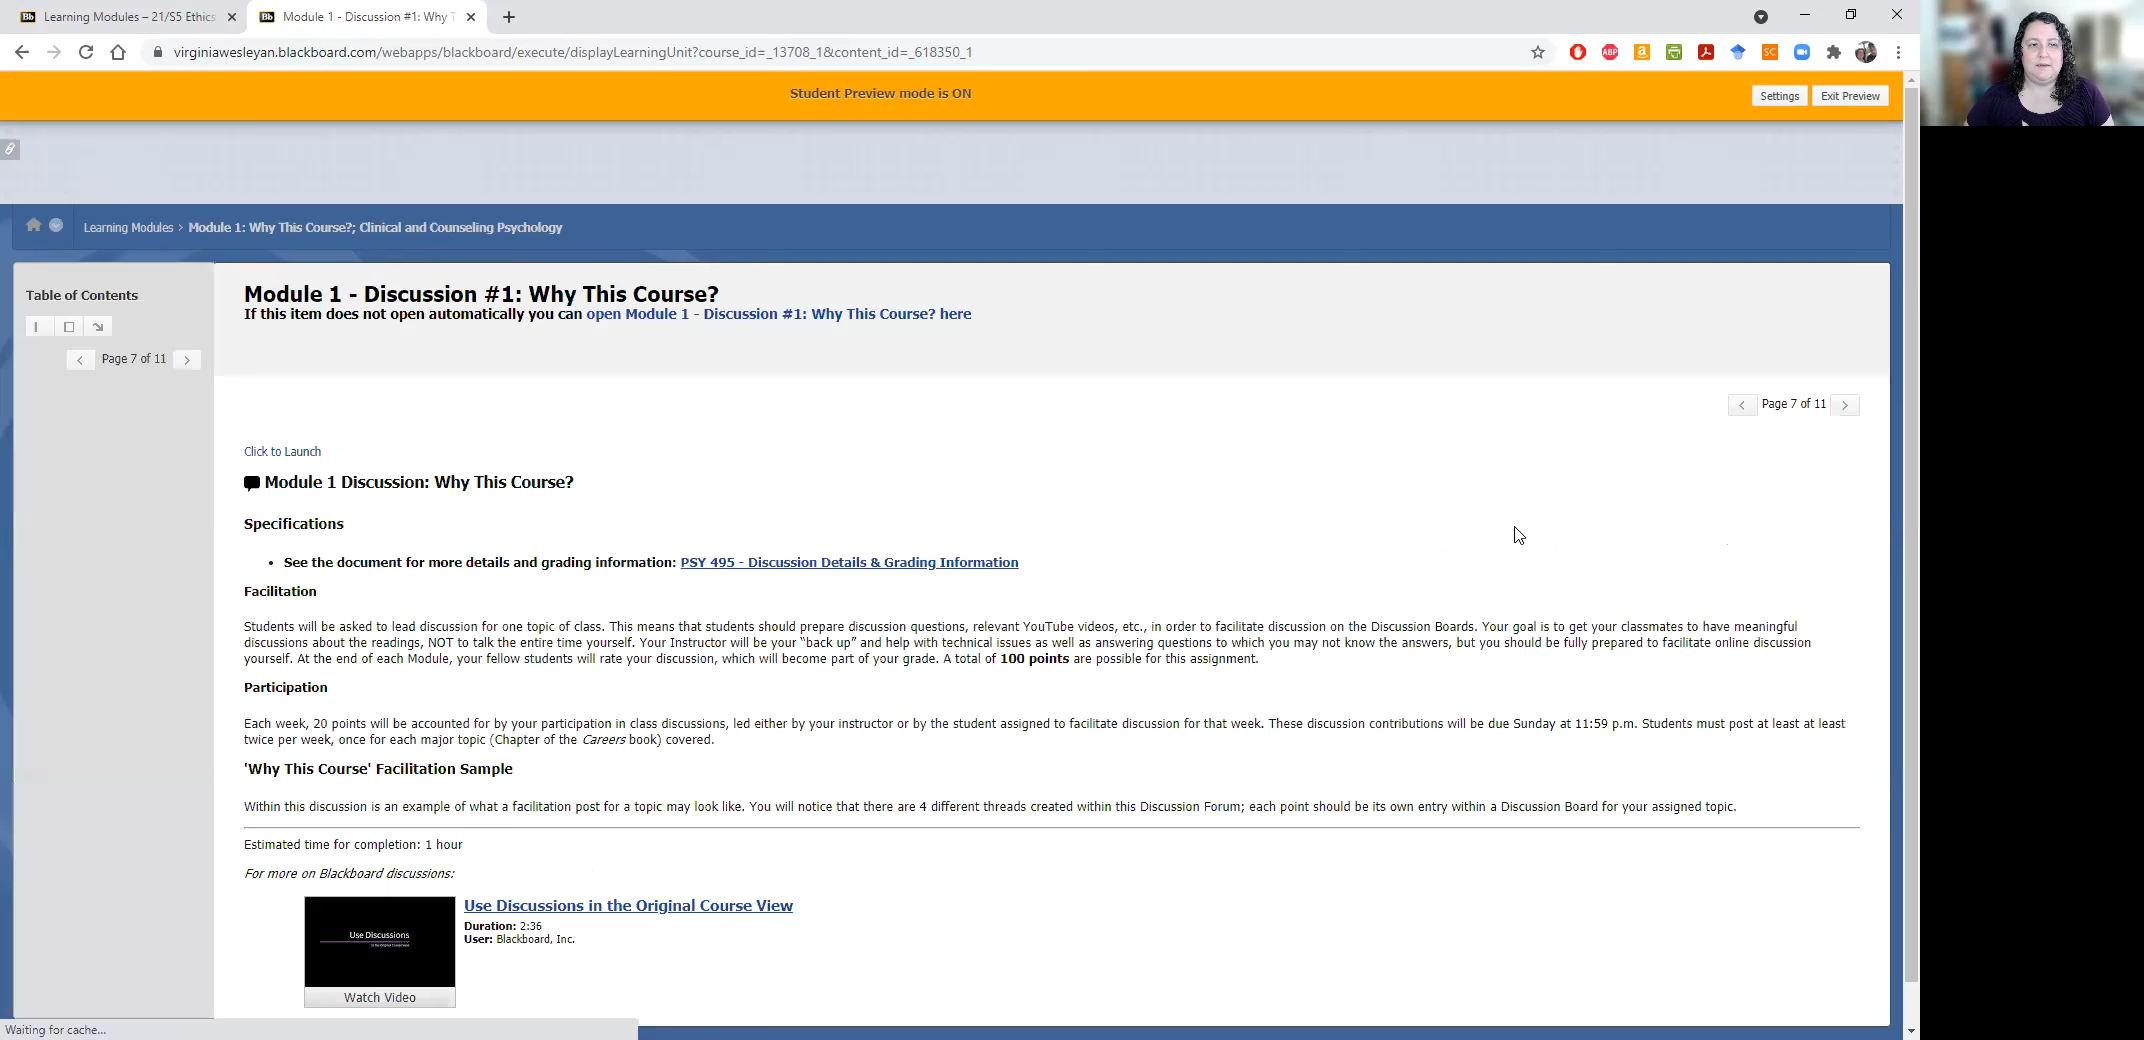 Learning Modules – 21/S5 Ethics
Module 1 - Discussion #1: Why T
virginiawesleyan.blackboard.com/webapps/blackboard/execute/displayLearningUnit?course_id=_13708_1&content_id=_618350_1
Student Preview mode is ON
Settings
Exit Preview
Learning Modules > Module 1: Why This Course?; Clinical and Counseling Psychology
Table of Contents
Page 7 of 11
Module 1 - Discussion #1: Why This Course?
If this item does not open automatically you can open Module 1 - Discussion #1: Why This Course? here
Page 7 of 11
Click to Launch
Module 1 Discussion: Why This Course?
Specifications
• See the document for more details and grading information: PSY 495 - Discussion Details & Grading Information
Facilitation
Students will be asked to lead discussion for one topic of class. This means that students should prepare discussion questions, relevant YouTube videos, etc., in order to facilitate discussion on the Discussion Boards. Your goal is to get your classmates to have meaningful
discussions about the readings, NOT to talk the entire time yourself. Your Instructor will be your “back up” and help with technical issues as well as answering questions to which you may not know the answers, but you should be fully prepared to facilitate online discussion
yourself. At the end of each Module, your fellow students will rate your discussion, which will become part of your grade. A total of 100 points are possible for this assignment.
Participation
Each week, 20 points will be accounted for by your participation in class discussions, led either by your instructor or by the student assigned to facilitate discussion for that week. These discussion contributions will be due Sunday at 11:59 p.m. Students must post at least at least
twice per week, once for each major topic (Chapter of the Careers book) covered.
'Why This Course' Facilitation Sample
Within this discussion is an example of what a facilitation post for a topic may look like. You will notice that there are 4 different threads created within this Discussion Forum; each point should be its own entry within a Discussion Board for your assigned topic.
Estimated time for completion: 1 hour
For more on Blackboard discussions:
Use Discussions
Use Discussions in the Original Course View
Duration: 2:36
User: Blackboard, Inc.
Watch Video
Waiting for cache...